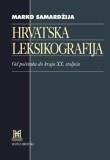 MARKO SAMARDŽIJA
HRVATSKA
LEKSIKOGRAFIJA
Od početaka do kraja XX. stoljeća